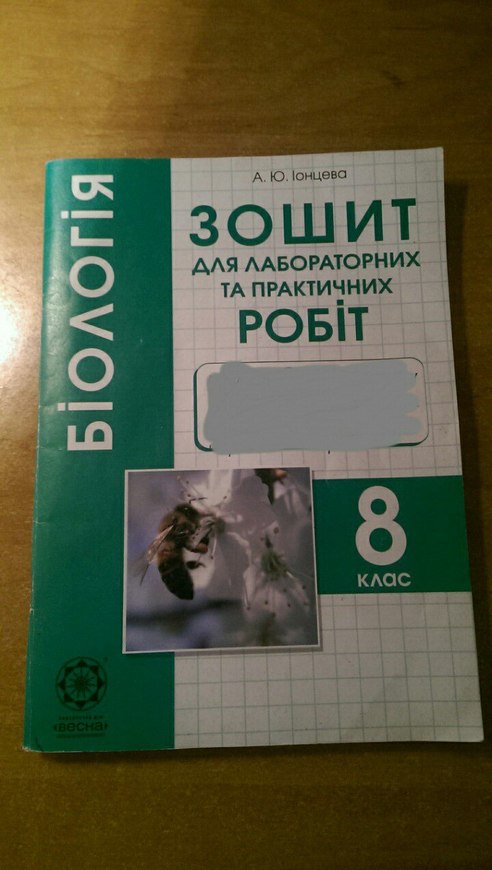 А. Ю. Іонцева
ЗОШИТ
ДЛЯ ЛАБОРАТОРНИХ
ТА ПРАКТИЧНИХ
РОБІТ
БІОЛОГІЯ
8
КЛАС
«весна»